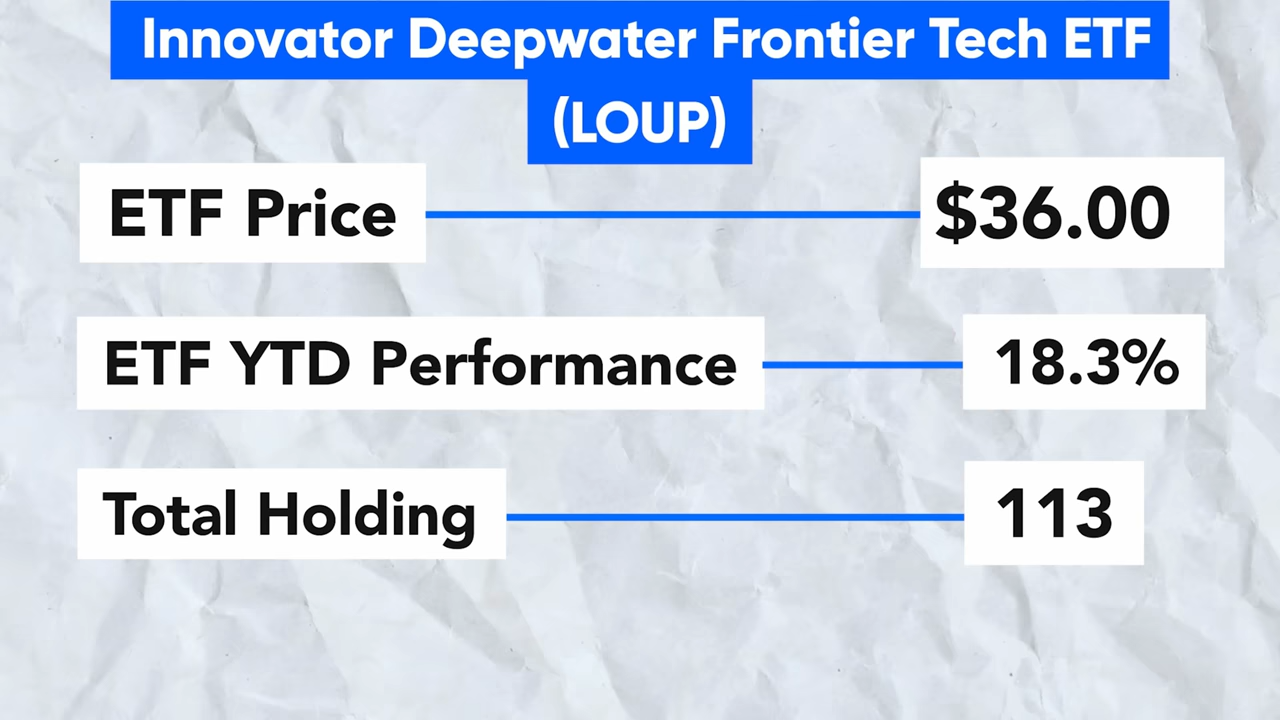 Innovator Deepwater Frontier Tech ETF
(LOUP)
ETF Price $36.00
ETF YTD Performance 18.3%
Total Holding 113